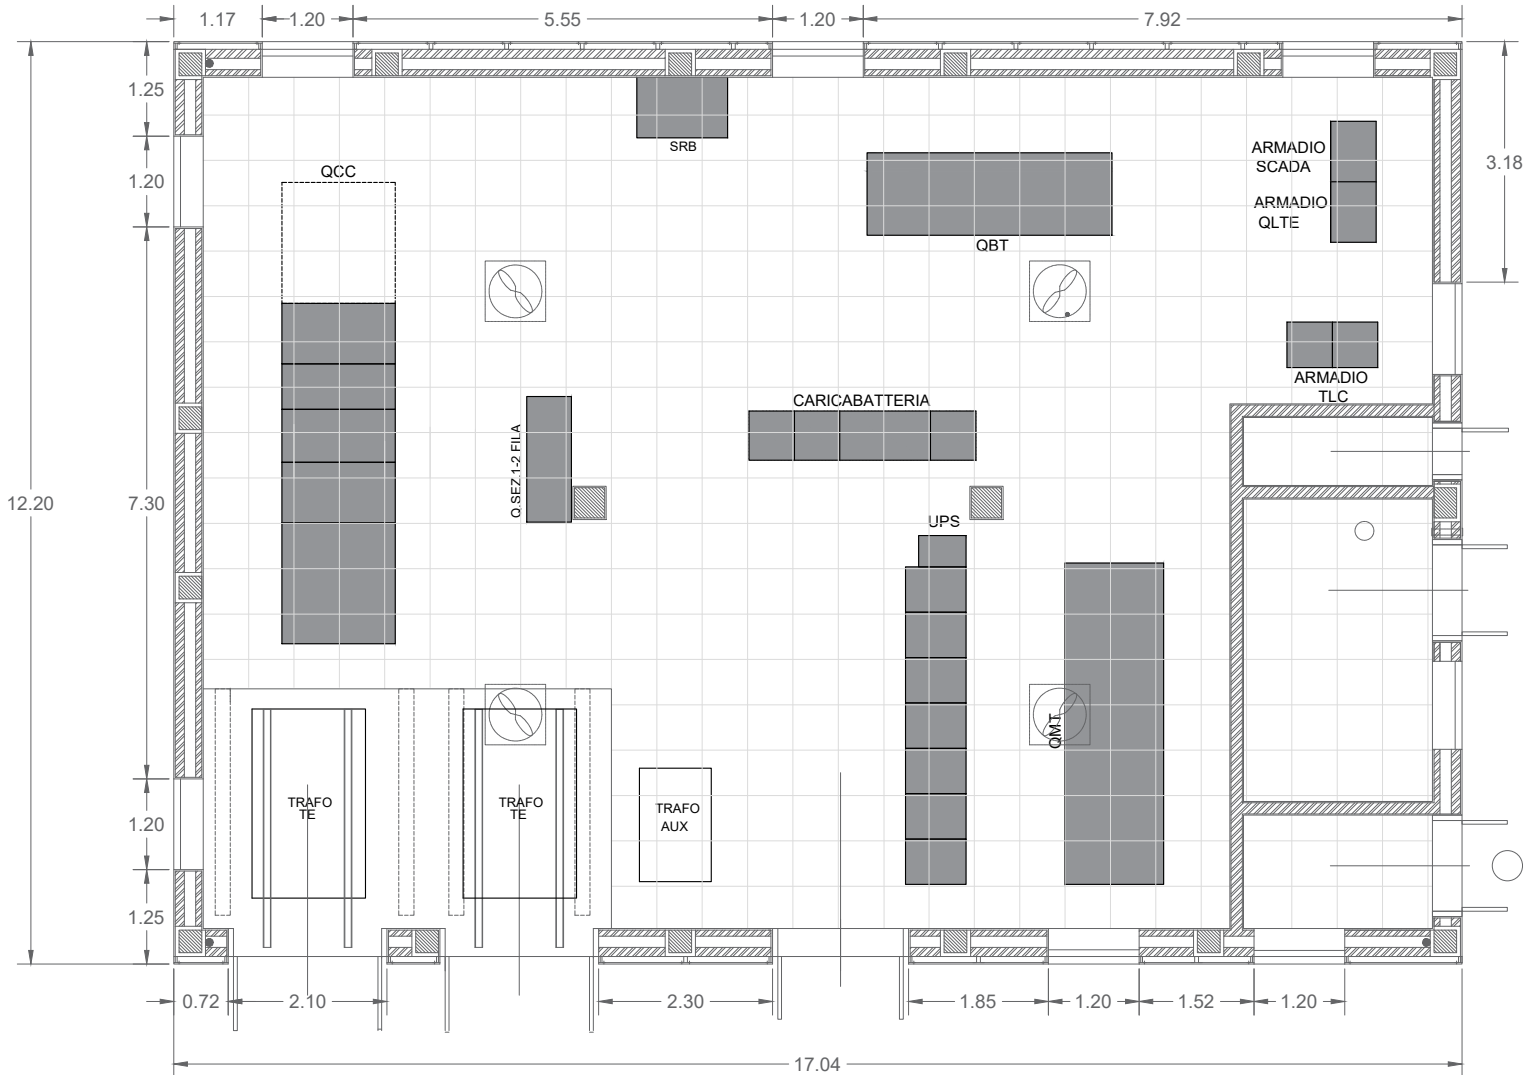 1.17
1.20
5.55
1.20
7.92
12.20
1.25
1.20
7.30
1.20
1.25
3.18
SRB
QCC
QBT
ARMADIO
SCADA
ARMADIO
QLTE
ARMADIO
TLC
CARICABATTERIA
Q.SEZ.1-2 FILA
UPS
QMT
TRAFO
TE
TRAFO
TE
TRAFO
AUX
0.72
2.10
2.30
1.85
1.20
1.52
1.20
17.04